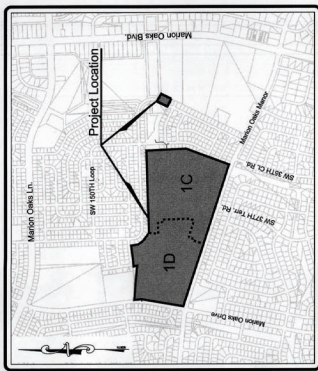 Marion Oaks Blvd.
Project Location
Marion Oaks Manor
SW 150TH Loop
1C
SW 35TH Ct. Rd.
SW 37TH Terr. Rd.
Marion Oaks Ln.
1D
Marion Oaks Drive